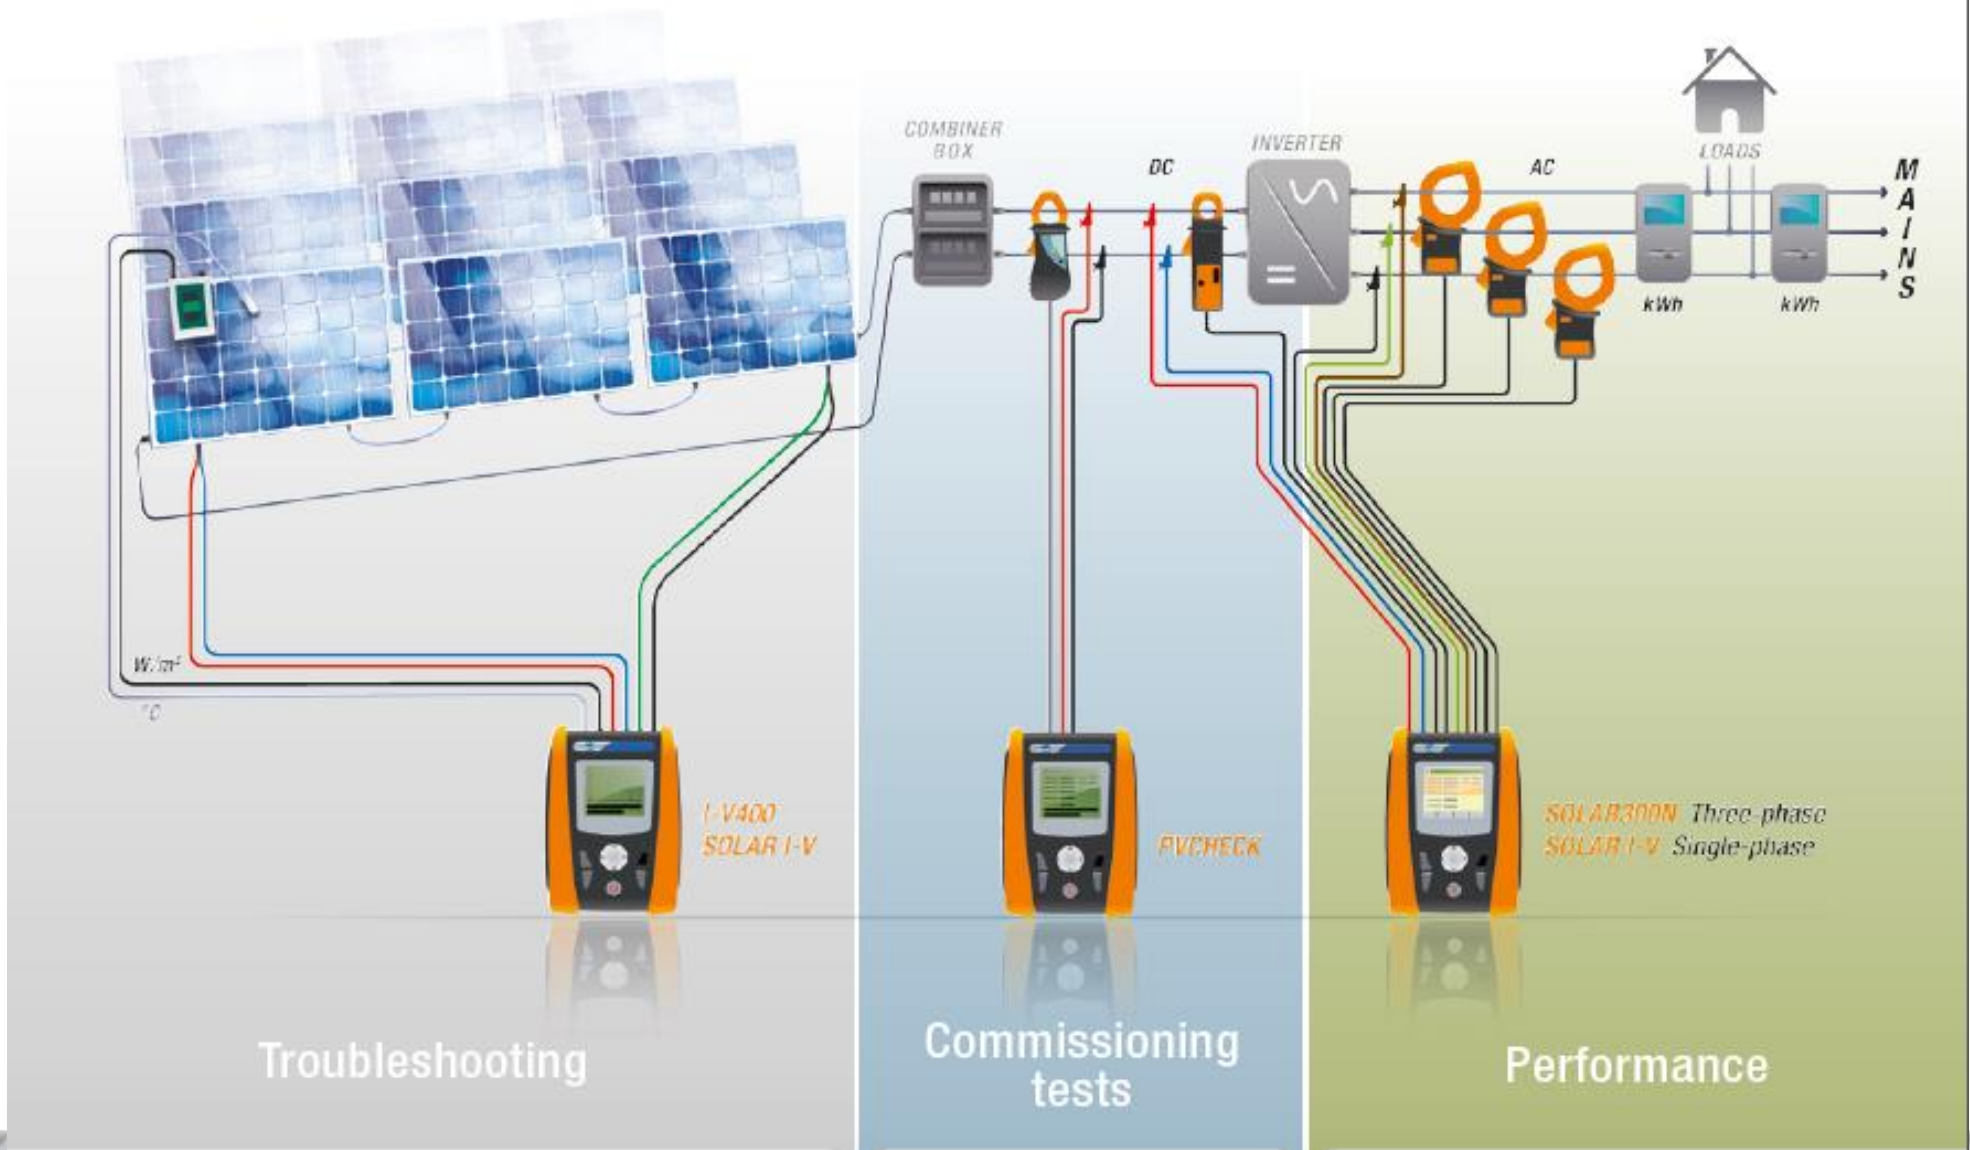 COMBINER
BOX
DC
INVERTER
AC
LOADS
MAINS
kWh
kWh
W/m²
°C
I-V400
SOLAR I-V
PVCHECK
SOLAR300N Three-phase
SOLAR I-V Single-phase
Troubleshooting
Commissioning
tests
Performance